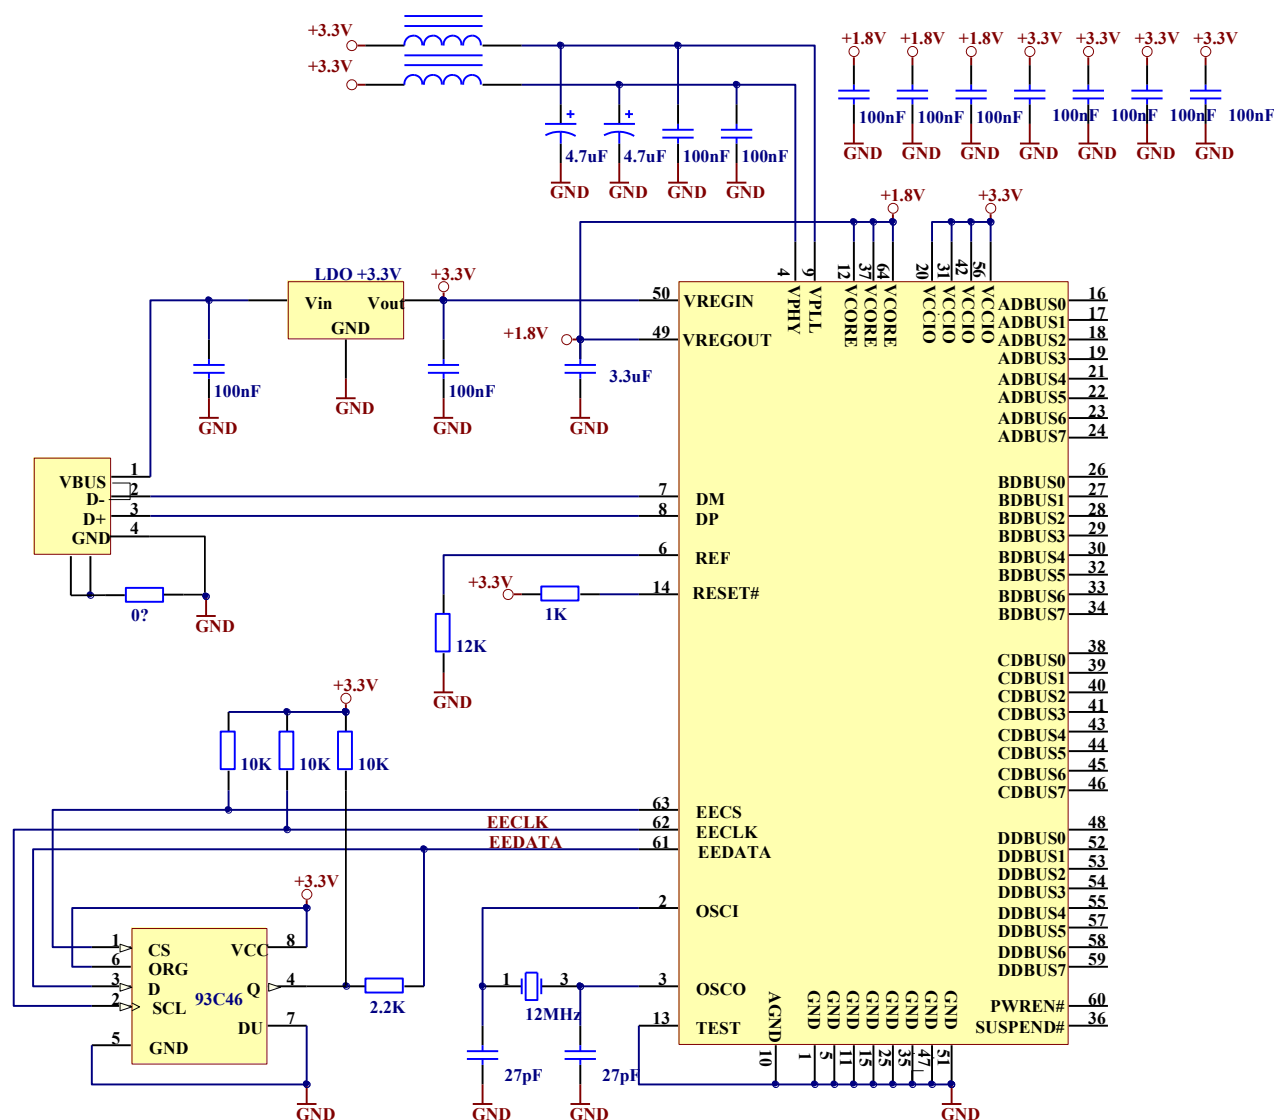 +3.3V
+3.3V
4.7uF 4.7uF 100nF 100nF
GND GND GND GND
+1.8V +1.8V +1.8V +3.3V +3.3V +3.3V +3.3V
100nF 100nF 100nF 100nF 100nF 100nF 100nF
GND GND GND GND GND GND GND
+1.8V +3.3V
4 9 12 37 64 20 31 42 56
VPHY VPLL VCORE VCORE VCORE VCCIO VCCIO VCCIO VCCIO
LDO +3.3V
Vin Vout
GND
+3.3V
100nF
GND
GND
100nF
GND
+1.8V
3.3uF
GND
50 VREGIN
49 VREGOUT
VBUS 1
D- 2
D+ 3
GND 4
0?
GND
7 DM
8 DP
6 REF
12K
GND
+3.3V
1K
14 RESET#
+3.3V
10K 10K 10K
63 EECS
EECLK 62 EECLK
EEDATA 61 EEDATA
+3.3V
1 CS
6 ORG
3 D
2 SCL
5 GND
93C46
VCC 8
Q 4
DU 7
2.2K
GND
2 OSCI
1 3
12MHz
3 OSCO
13 TEST
27pF 27pF
GND GND
AGND GND GND GND GND GND GND GND GND
10 1 5 11 15 25 35 47 51
GND
ADBUS0 16
ADBUS1 17
ADBUS2 18
ADBUS3 19
ADBUS4 21
ADBUS5 22
ADBUS6 23
ADBUS7 24
BDBUS0 26
BDBUS1 27
BDBUS2 28
BDBUS3 29
BDBUS4 30
BDBUS5 32
BDBUS6 33
BDBUS7 34
CDBUS0 38
CDBUS1 39
CDBUS2 40
CDBUS3 41
CDBUS4 43
CDBUS5 44
CDBUS6 45
CDBUS7 46
DDBUS0 48
DDBUS1 52
DDBUS2 53
DDBUS3 54
DDBUS4 55
DDBUS5 57
DDBUS6 58
DDBUS7 59
PWREN# 60
SUSPEND# 36